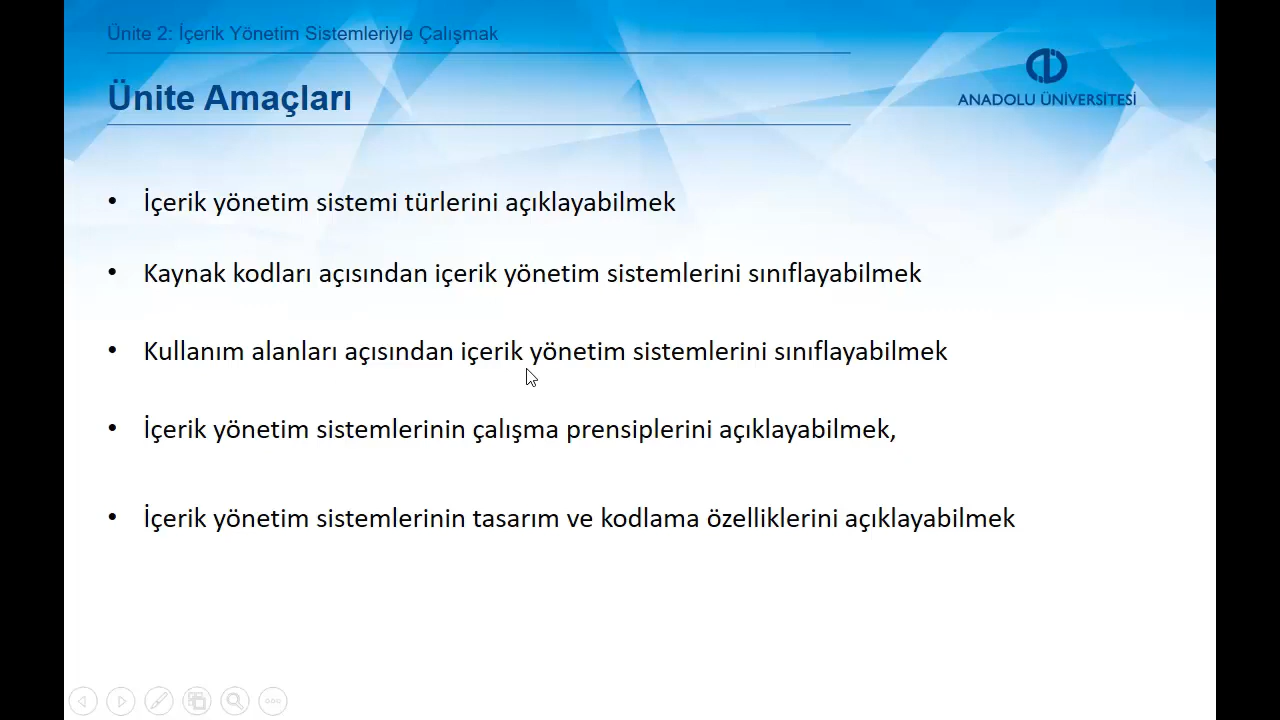 Ünite 2: İçerik Yönetim Sistemleriyle Çalışmak
Ünite Amaçları
ANADOLU ÜNİVERSİTESİ
• İçerik yönetim sistemi türlerini açıklayabilmek
• Kaynak kodları açısından içerik yönetim sistemlerini sınıflayabilmek
• Kullanım alanları açısından içerik yönetim sistemlerini sınıflayabilmek
• İçerik yönetim sistemlerinin çalışma prensiplerini açıklayabilmek,
• İçerik yönetim sistemlerinin tasarım ve kodlama özelliklerini açıklayabilmek